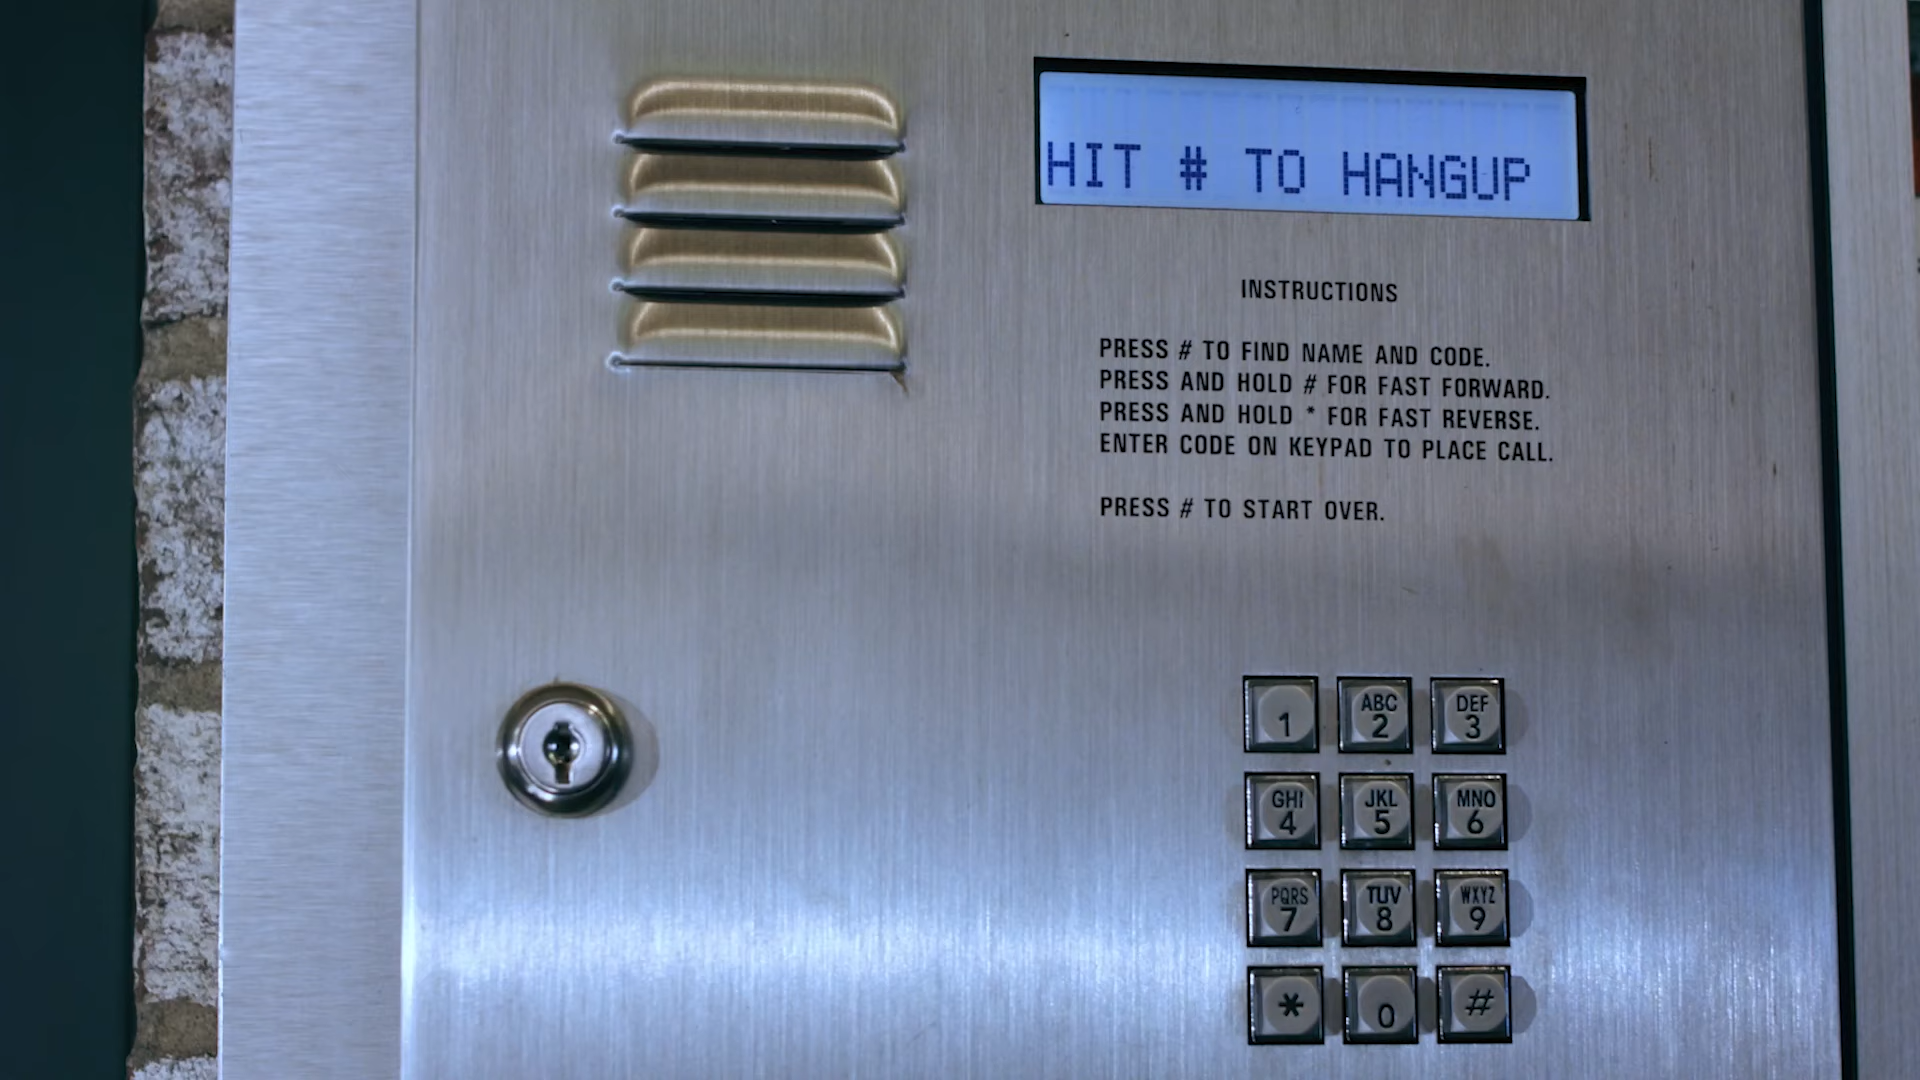 HIT # TO HANGUP
INSTRUCTIONS
PRESS # TO FIND NAME AND CODE.
PRESS AND HOLD # FOR FAST FORWARD.
PRESS AND HOLD * FOR FAST REVERSE.
ENTER CODE ON KEYPAD TO PLACE CALL.
PRESS # TO START OVER.
1 ABC 2 DEF 3
GHI 4 JKL 5 MNO 6
PQRS 7 TUV 8 WXYZ 9
* 0 #